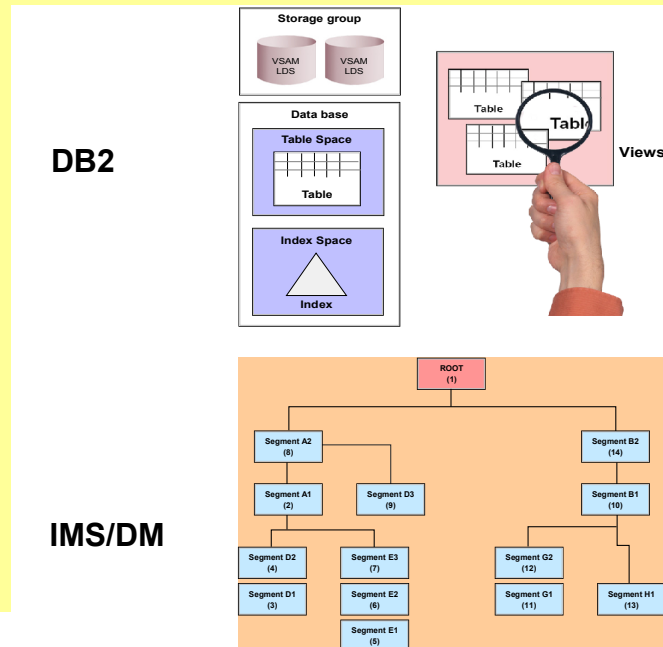 DB2
Storage group
VSAM
LDS
VSAM
LDS
Data base
Table Space
Table
Index Space
Index
Table
Table
Table
Views
IMS/DM
ROOT
(1)
Segment A2
(8)
Segment B2
(14)
Segment A1
(2)
Segment D3
(9)
Segment B1
(10)
Segment D2
(4)
Segment E3
(7)
Segment G2
(12)
Segment D1
(3)
Segment E2
(6)
Segment G1
(11)
Segment H1
(13)
Segment E1
(5)